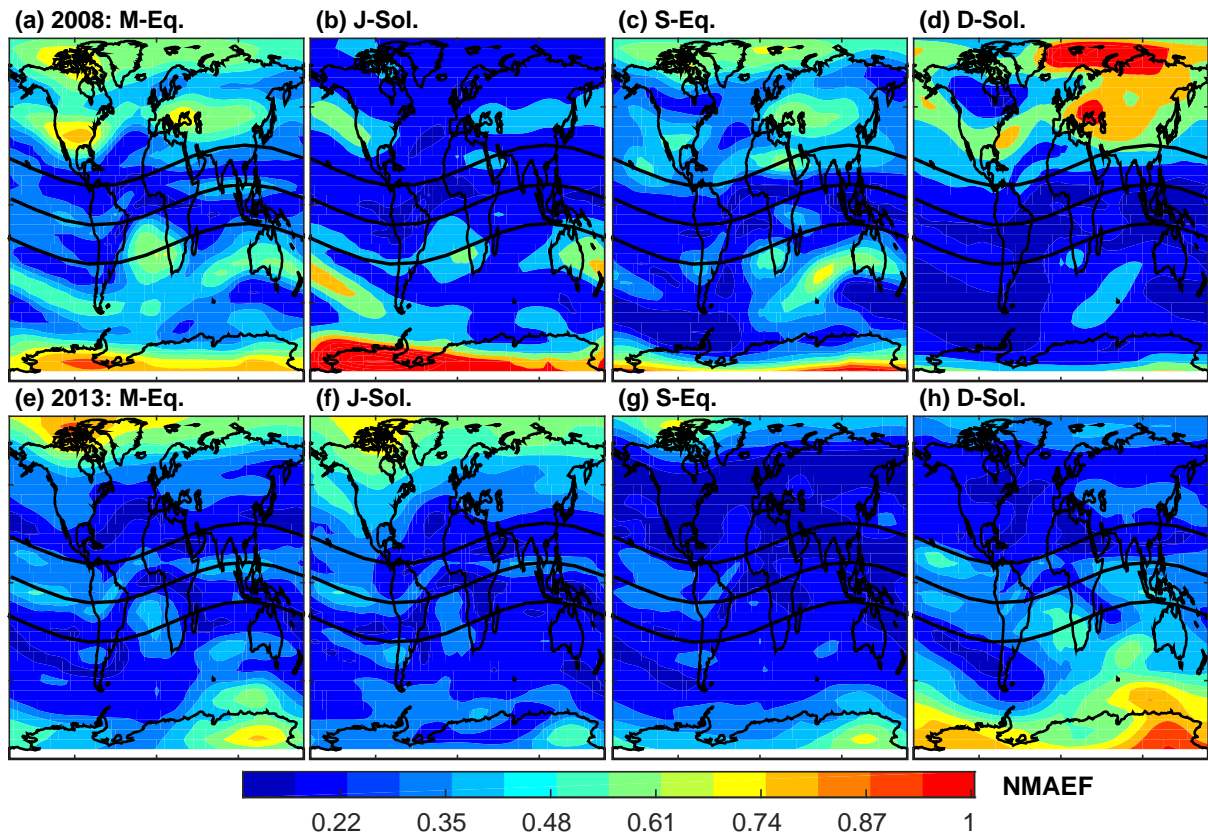 (a) 2008: M-Eq.
(b) J-Sol.
(c) S-Eq.
(d) D-Sol.
(e) 2013: M-Eq.
(f) J-Sol.
(g) S-Eq.
(h) D-Sol.
NMAEF
0.22 0.35 0.48 0.61 0.74 0.87 1